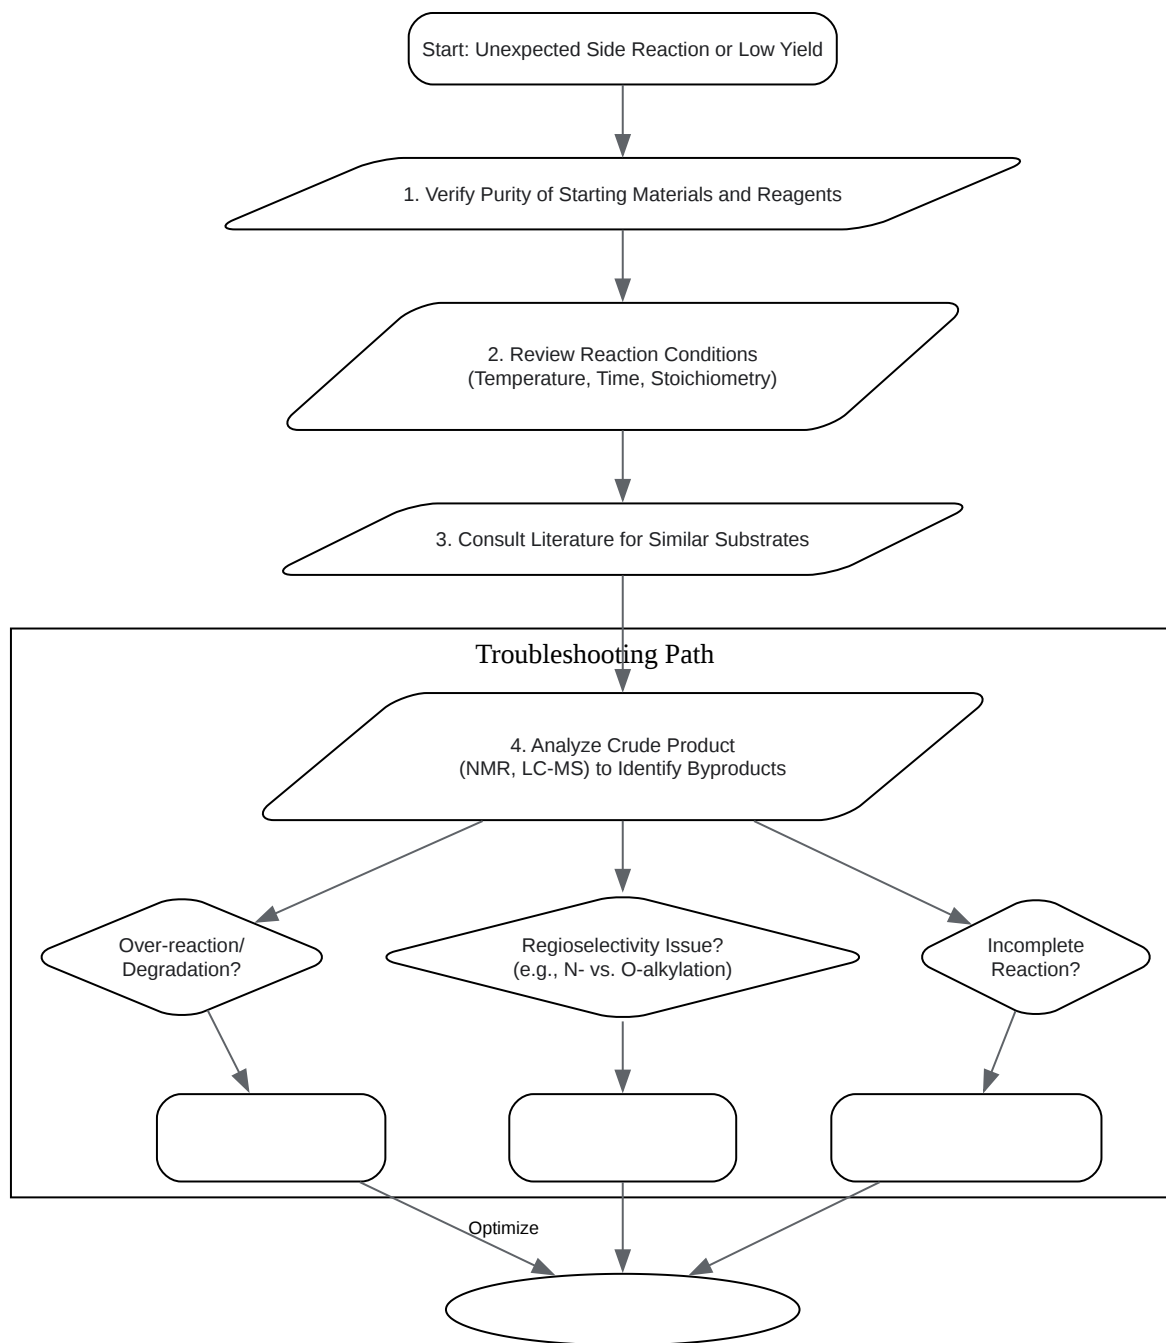 Start: Unexpected Side Reaction or Low Yield
1. Verify Purity of Starting Materials and Reagents
2. Review Reaction Conditions
(Temperature, Time, Stoichiometry)
3. Consult Literature for Similar Substrates
Troubleshooting Path
4. Analyze Crude Product
(NMR, LC-MS) to Identify Byproducts
Over-reaction/
Degradation?
Regioselectivity Issue?
(e.g., N- vs. O-alkylation)
Incomplete
Reaction?
Optimize